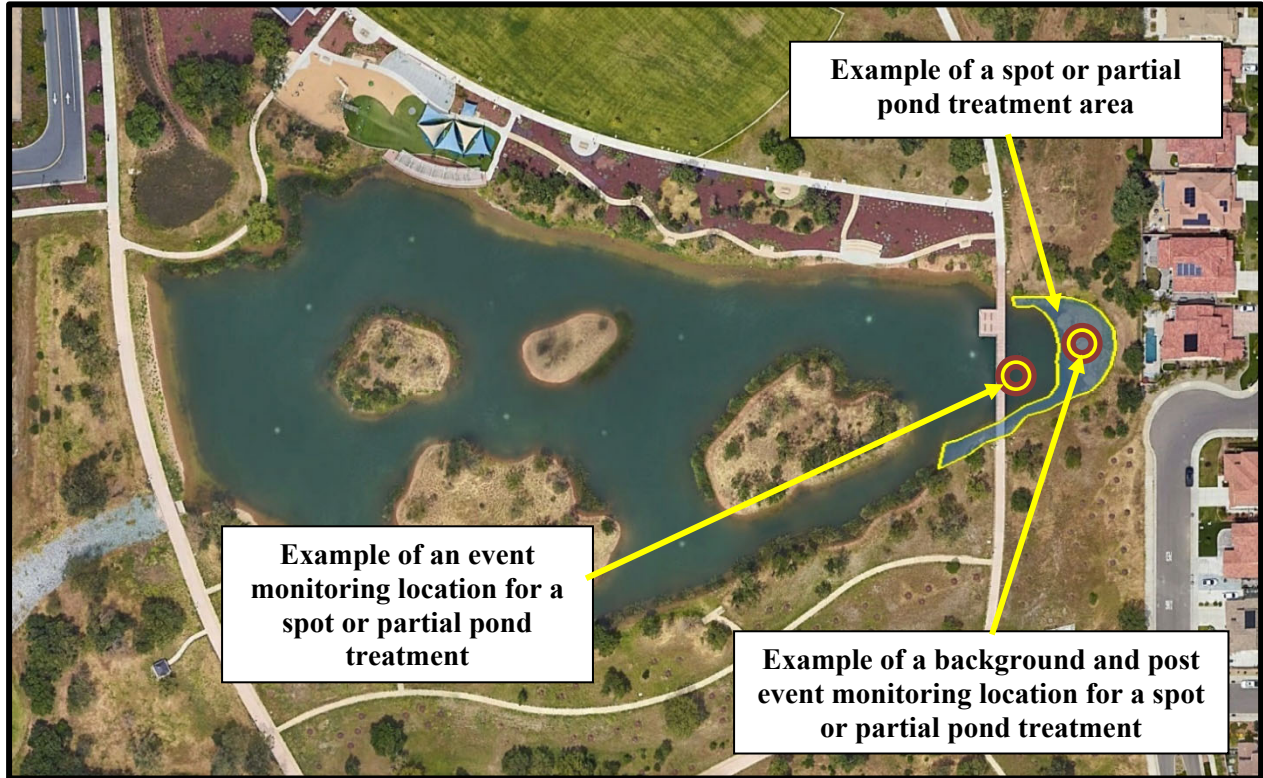 Example of a spot or partial
pond treatment area
Example of an event
monitoring location for a
spot or partial pond
treatment
Example of a background and post
event monitoring location for a spot
or partial pond treatment